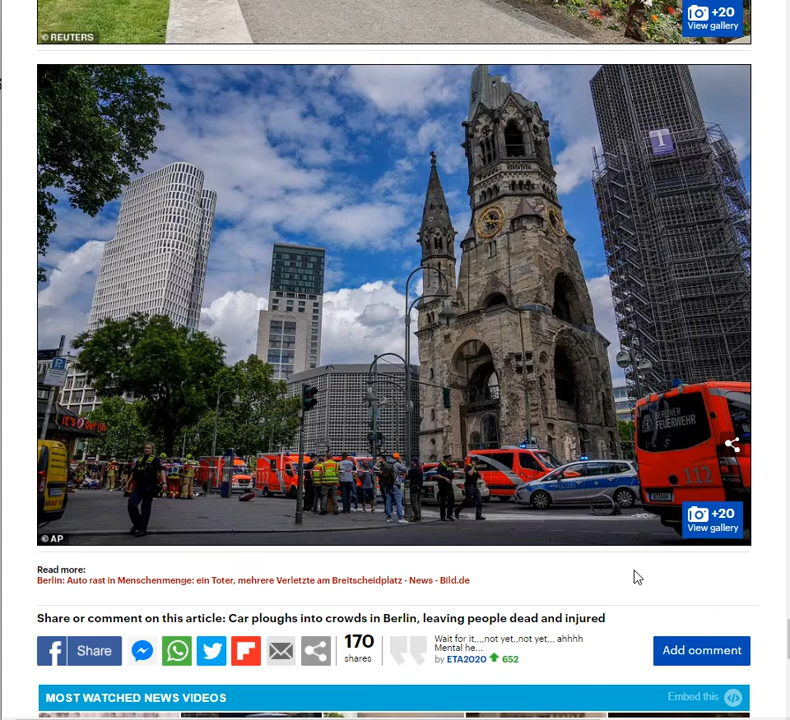 © REUTERS
+20
View gallery
T
BERLINER
FEUERWEHR
112
POLIZEI
+20
View gallery
© AP
Read more:
Berlin: Auto rast in Menschenmenge: ein Toter, mehrere Verletzte am Breitscheidplatz - News - Bild.de
Share or comment on this article: Car ploughs into crowds in Berlin, leaving people dead and injured
Share
170
shares
Wait for it,,,,not yet,,not yet,,, ahhhh
Mental he...
by ETA2020 652
Add comment
MOST WATCHED NEWS VIDEOS
Embed this